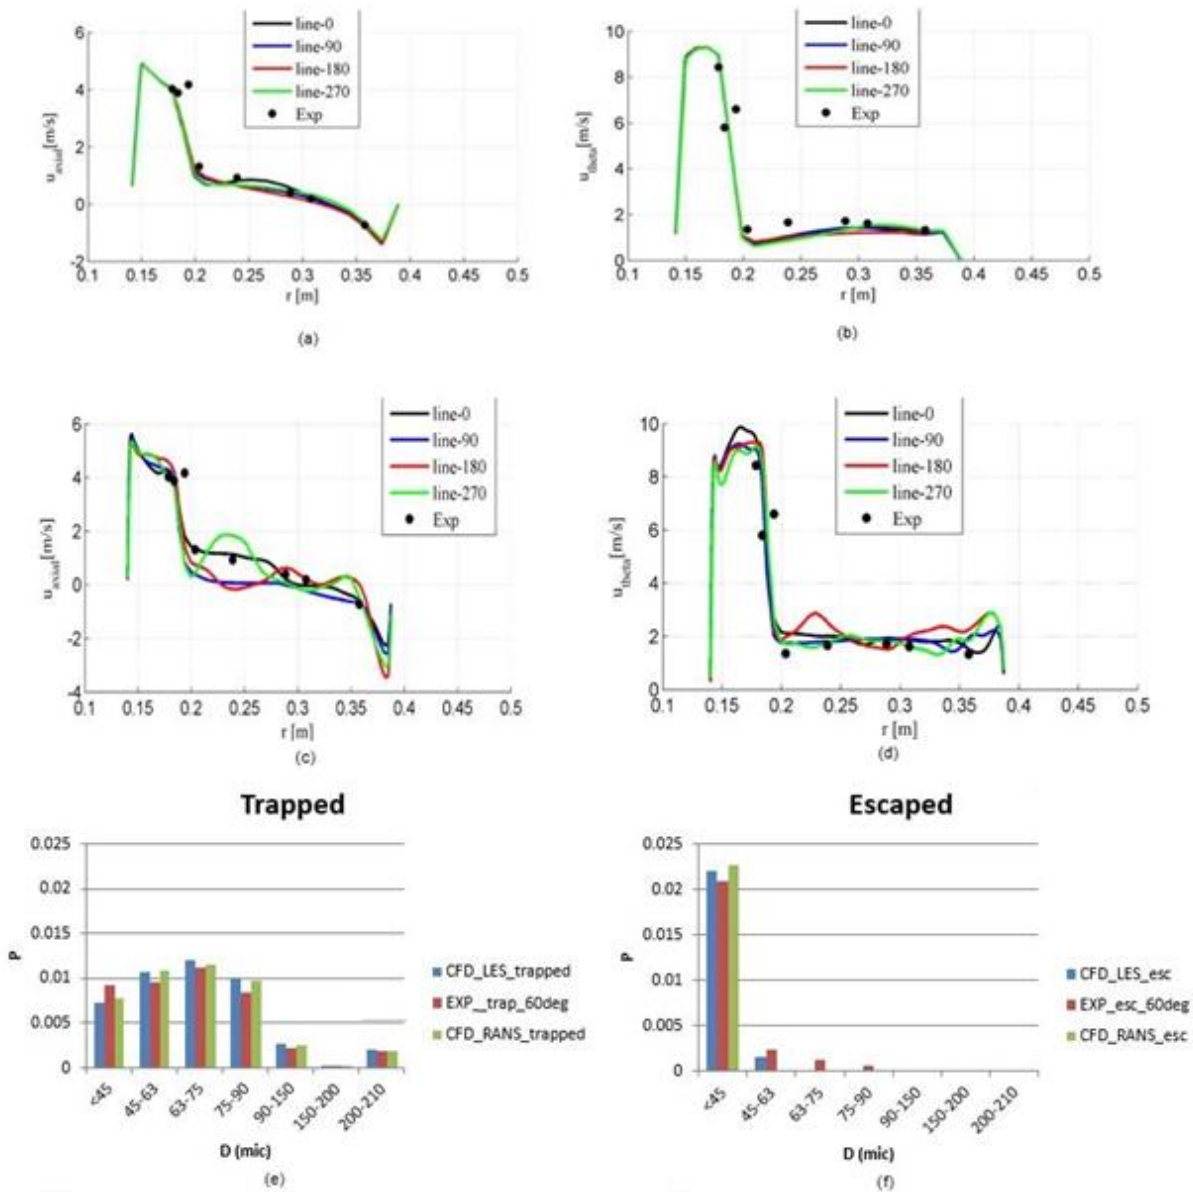 line-0
line-90
line-180
line-270
Exp
6
4
2
0
-2
u_axial[m/s]
0.1 0.15 0.2 0.25 0.3 0.35 0.4 0.45 0.5
r [m]
(a)
line-0
line-90
line-180
line-270
Exp
10
8
6
4
2
0
u_theta[m/s]
0.1 0.15 0.2 0.25 0.3 0.35 0.4 0.45 0.5
r [m]
(b)
line-0
line-90
line-180
line-270
Exp
6
4
2
0
-2
-4
u_axial[m/s]
0.1 0.15 0.2 0.25 0.3 0.35 0.4 0.45 0.5
r [m]
(c)
line-0
line-90
line-180
line-270
Exp
10
8
6
4
2
0
u_theta[m/s]
0.1 0.15 0.2 0.25 0.3 0.35 0.4 0.45 0.5
r [m]
(d)
Trapped
0.025
0.02
0.015
0.01
0.005
0
P
<45 45-63 63-75 75-90 90-150 150-200 200-210
D (mic)
CFD_LES_trapped
EXP__trap_60deg
CFD_RANS_trapped
(e)
Escaped
0.025
0.02
0.015
0.01
0.005
0
P
<45 45-63 63-75 75-90 90-150 150-200 200-210
D (mic)
CFD_LES_esc
EXP_esc_60deg
CFD_RANS_esc
(f)